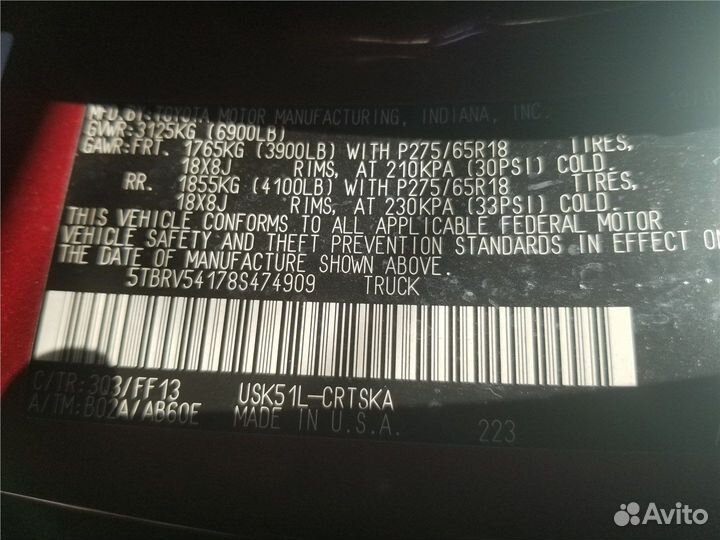 MFD.BY:TOYOTA MOTOR MANUFACTURING, INDIANA, INC.
GVWR: 3125KG (6900LB)
GAWR:FRT. 1765KG (3900LB) WITH P275/65R18 TIRES,
18X8J RIMS, AT 210KPA (30PSI) COLD.
RR. 1855KG (4100LB) WITH P275/65R18 TIRES,
18X8J RIMS, AT 230KPA (33PSI) COLD.
THIS VEHICLE CONFORMS TO ALL APPLICABLE FEDERAL MOTOR
VEHICLE SAFETY AND THEFT PREVENTION STANDARDS IN EFFECT ON
THE DATE OF MANUFACTURE SHOWN ABOVE.
5TBRV54178S474909 TRUCK
C/TR:3Q3/FF13 USK51L-CRTSKA
A/TM:B02A/AB60E MADE IN U.S.A. 223
Avito